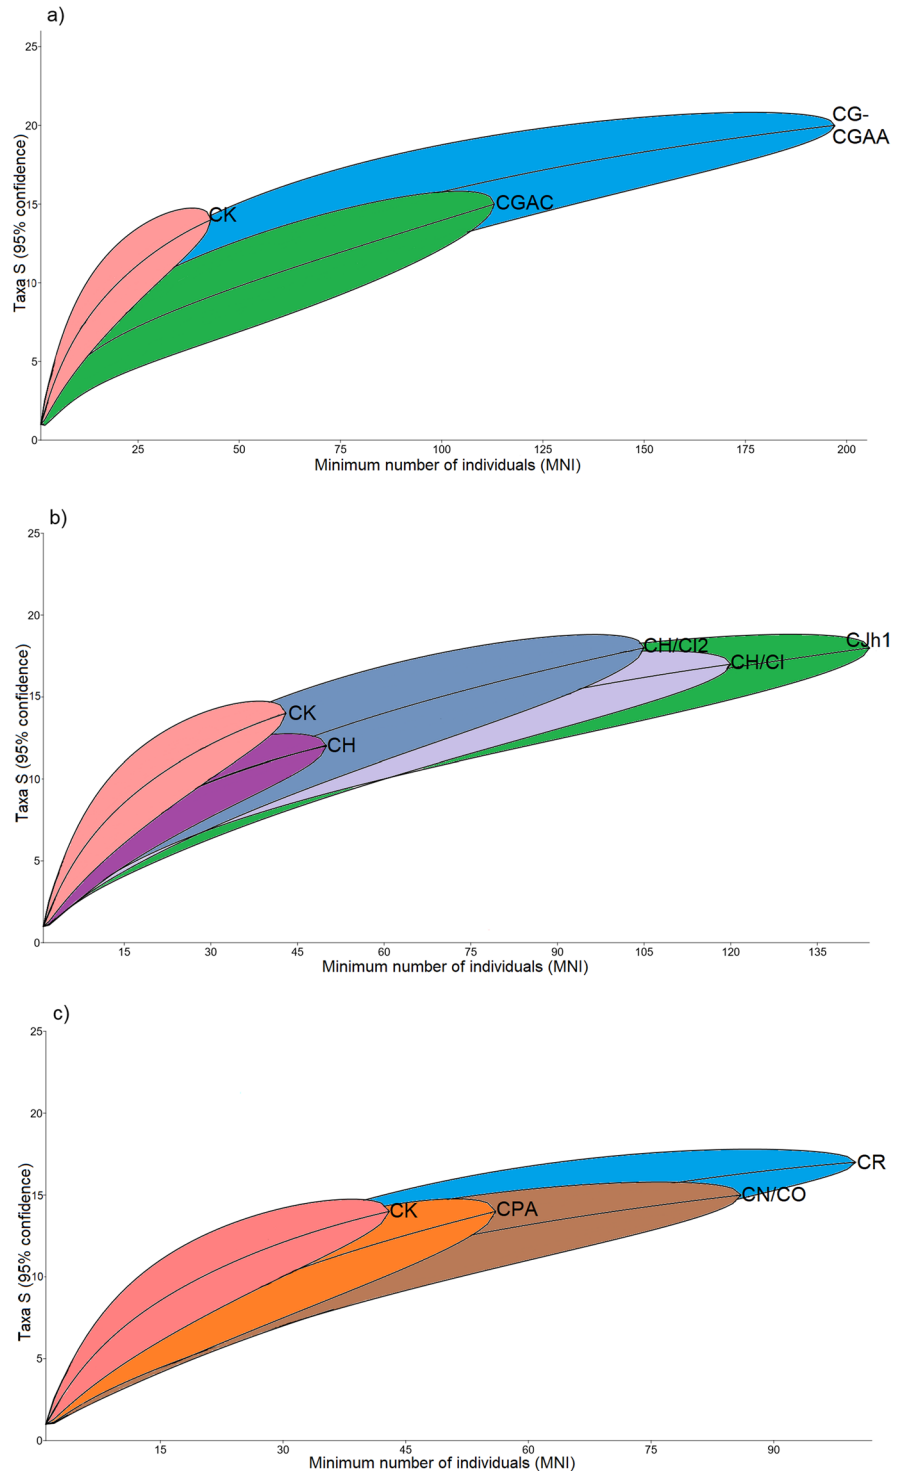 a)
25
20
15
10
5
0
Taxa S (95% confidence)
CK
CGAC
CG-
CGAA
25 50 75 100 125 150 175 200
Minimum number of individuals (MNI)
b)
25
20
15
10
5
0
Taxa S (95% confidence)
CK
CH
CH/CI2
CH/CI
CJh1
15 30 45 60 75 90 105 120 135
Minimum number of individuals (MNI)
c)
25
20
15
10
5
0
Taxa S (95% confidence)
CK
CPA
CN/CO
CR
15 30 45 60 75 90
Minimum number of individuals (MNI)